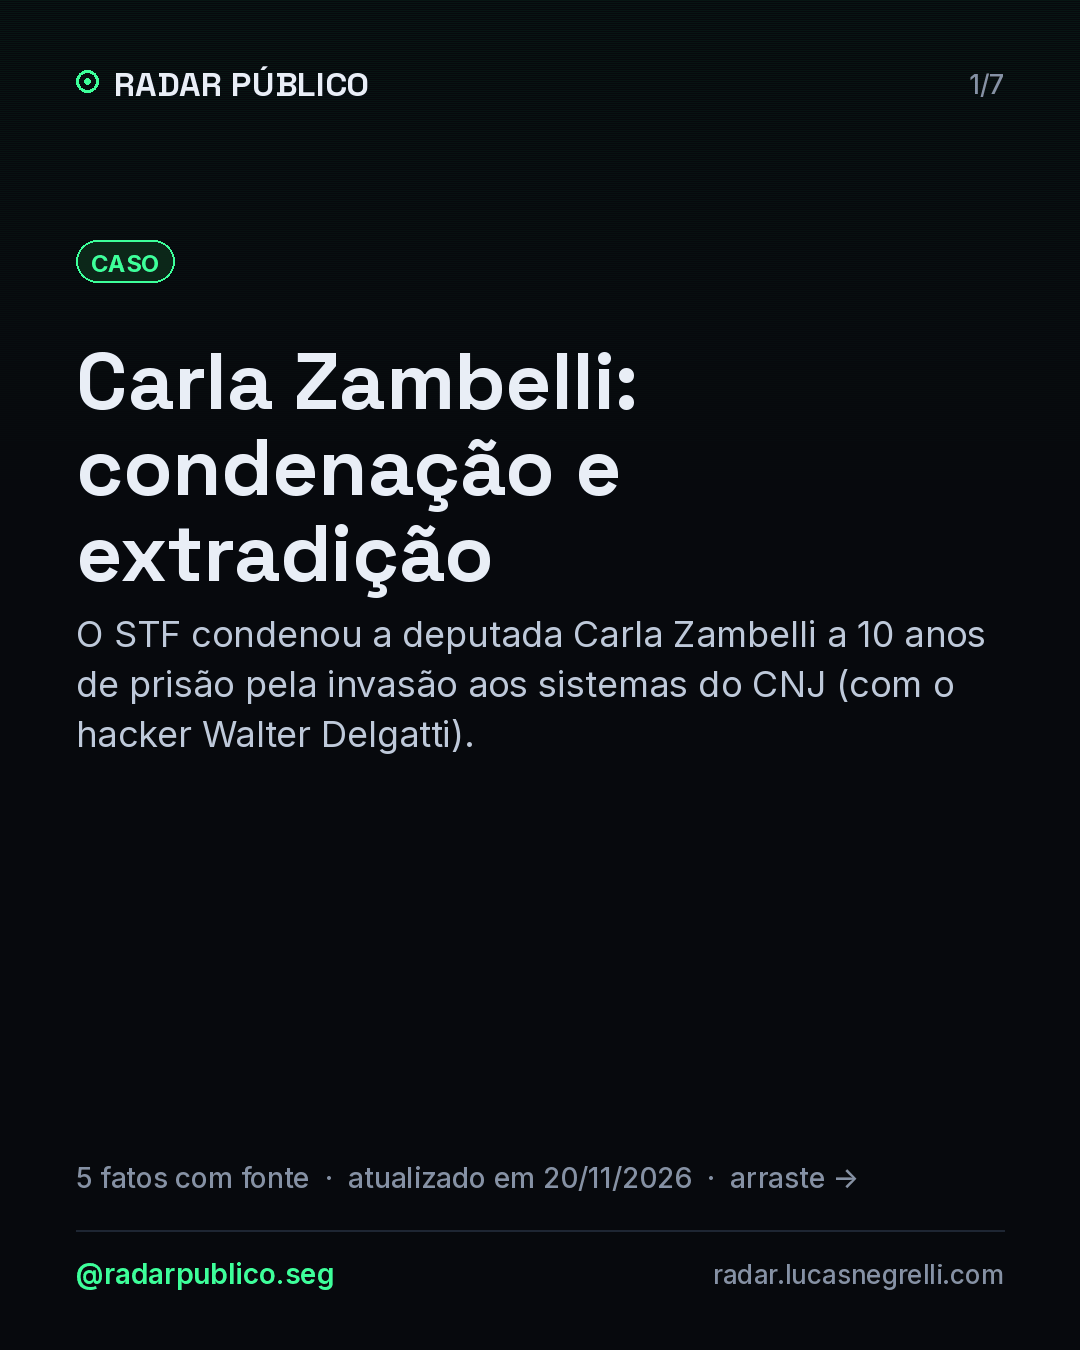 RADAR PÚBLICO
1/7
CASO
Carla Zambelli:
condenação e
extradição
O STF condenou a deputada Carla Zambelli a 10 anos
de prisão pela invasão aos sistemas do CNJ (com o
hacker Walter Delgatti).
5 fatos com fonte · atualizado em 20/11/2026 · arraste →
@radarpublico.seg
radar.lucasnegrelli.com